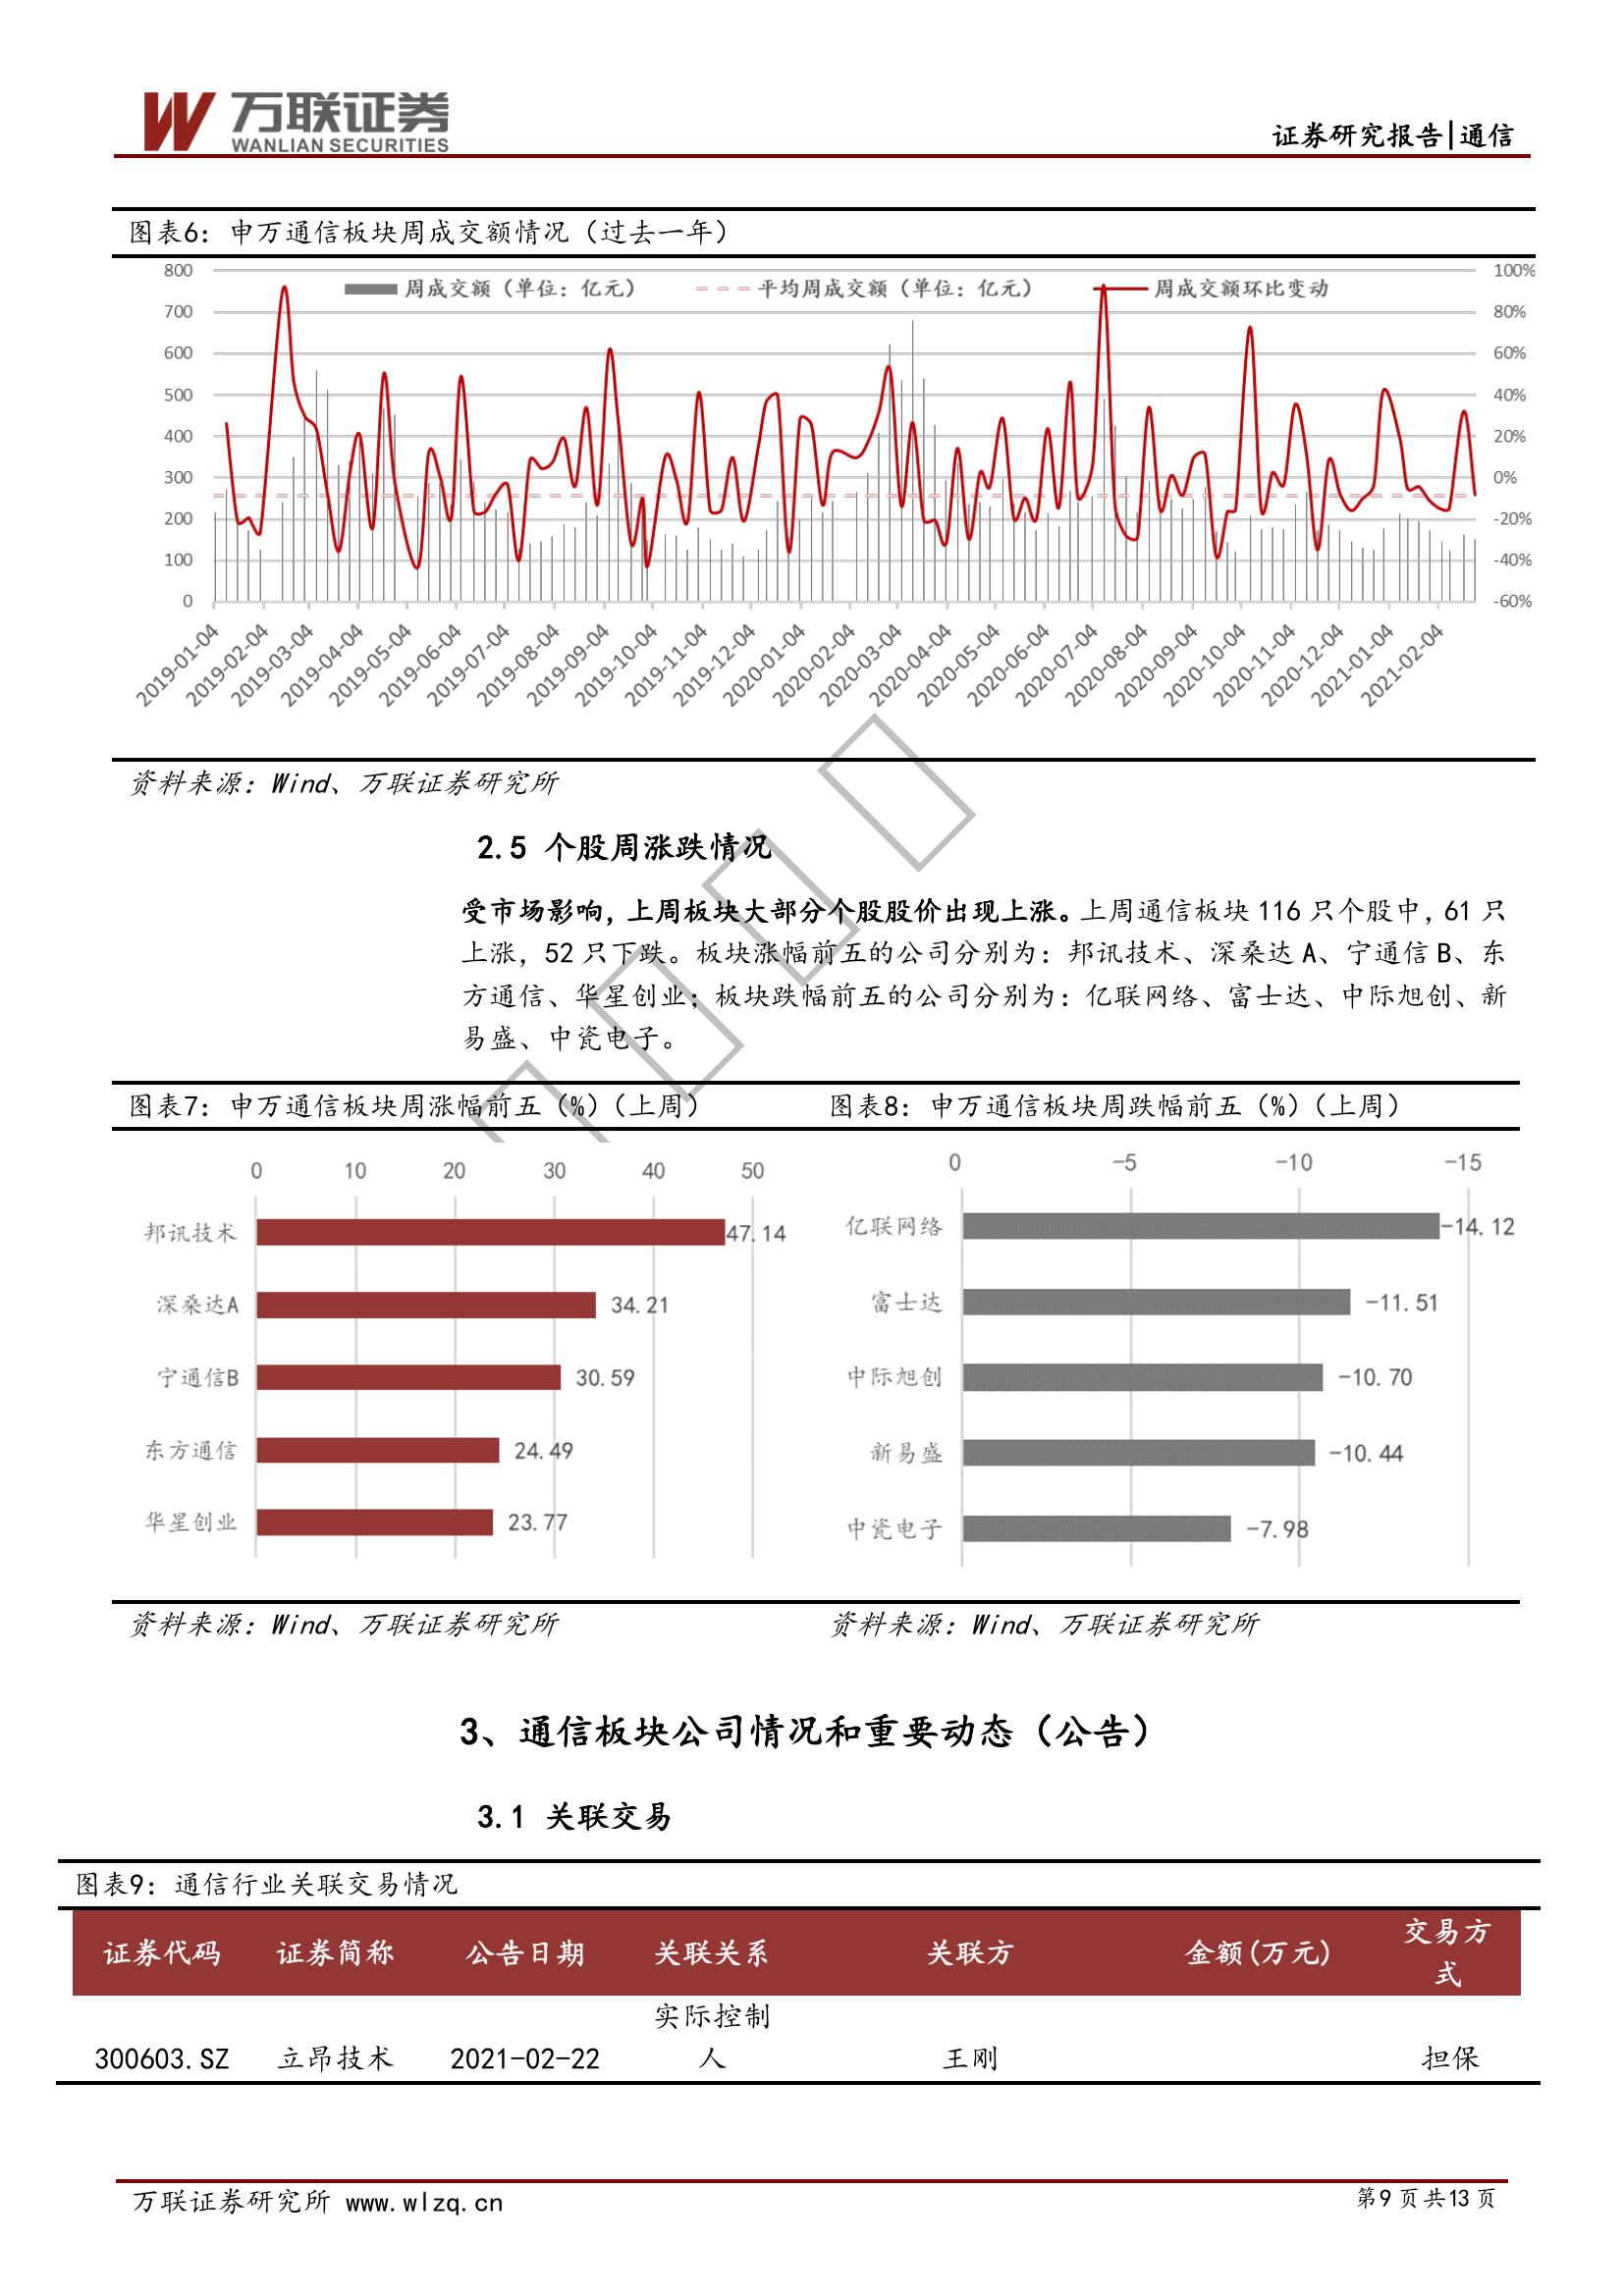 万联证券
WANLIAN SECURITIES
证券研究报告|通信
图表6：申万通信板块周成交额情况（过去一年）
周成交额（单位：亿元）
平均周成交额（单位：亿元）
周成交额环比变动
800
700
600
500
400
300
200
100
0
100%
80%
60%
40%
20%
0%
-20%
-40%
-60%
2019-01-04
2019-02-04
2019-03-04
2019-04-04
2019-05-04
2019-06-04
2019-07-04
2019-08-04
2019-09-04
2019-10-04
2019-11-04
2019-12-04
2020-01-04
2020-02-04
2020-03-04
2020-04-04
2020-05-04
2020-06-04
2020-07-04
2020-08-04
2020-09-04
2020-10-04
2020-11-04
2020-12-04
2021-01-04
2021-02-04
资料来源：Wind、万联证券研究所
2.5 个股周涨跌情况
受市场影响，上周板块大部分个股股价出现上涨。上周通信板块 116 只个股中，61 只
上涨，52 只下跌。板块涨幅前五的公司分别为：邦讯技术、深桑达 A、宁通信 B、东
方通信、华星创业；板块跌幅前五的公司分别为：亿联网络、富士达、中际旭创、新
易盛、中瓷电子。
图表7：申万通信板块周涨幅前五（%）（上周）
0 10 20 30 40 50
邦讯技术 47.14
深桑达A 34.21
宁通信B 30.59
东方通信 24.49
华星创业 23.77
资料来源：Wind、万联证券研究所
图表8：申万通信板块周跌幅前五（%）（上周）
0 -5 -10 -15
亿联网络 -14.12
富士达 -11.51
中际旭创 -10.70
新易盛 -10.44
中瓷电子 -7.98
资料来源：Wind、万联证券研究所
3、通信板块公司情况和重要动态（公告）
3.1 关联交易
图表9：通信行业关联交易情况
证券代码 证券简称 公告日期 关联关系 关联方 金额(万元) 交易方
式
实际控制
300603.SZ 立昂技术 2021-02-22 人 王刚 担保
万联证券研究所 www.wlzq.cn
第 9 页 共 13 页